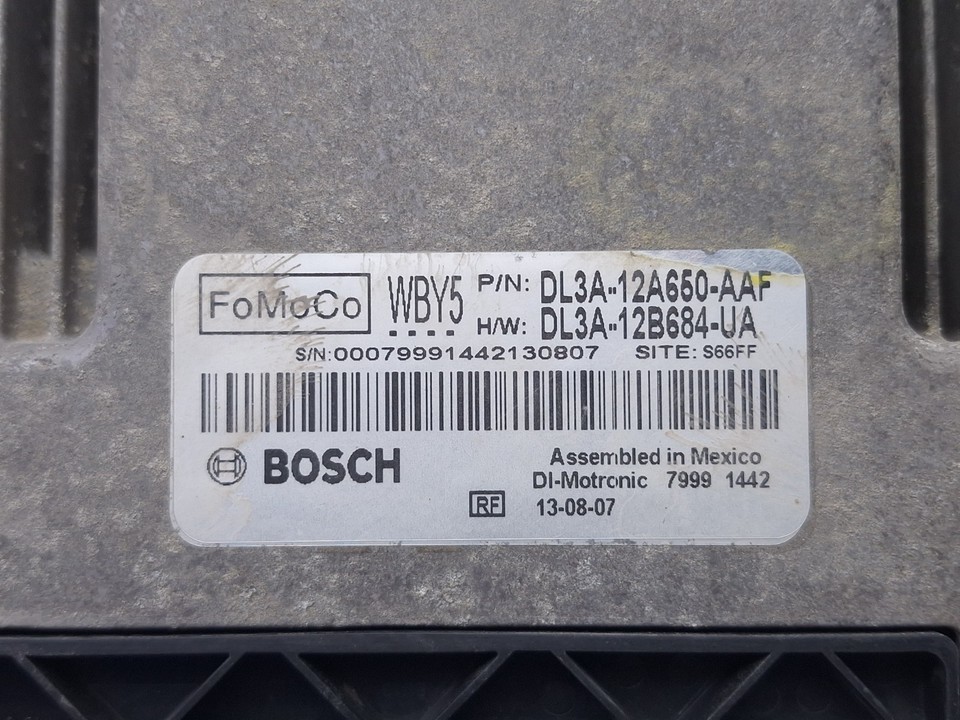 FoMoCo WBY5 P/N: DL3A-12A650-AAF
H/W: DL3A-12B684-UA
S/N:00079991442130807 SITE: S66FF
BOSCH Assembled in Mexico
DI-Motronic 7999 1442
RF 13-08-07